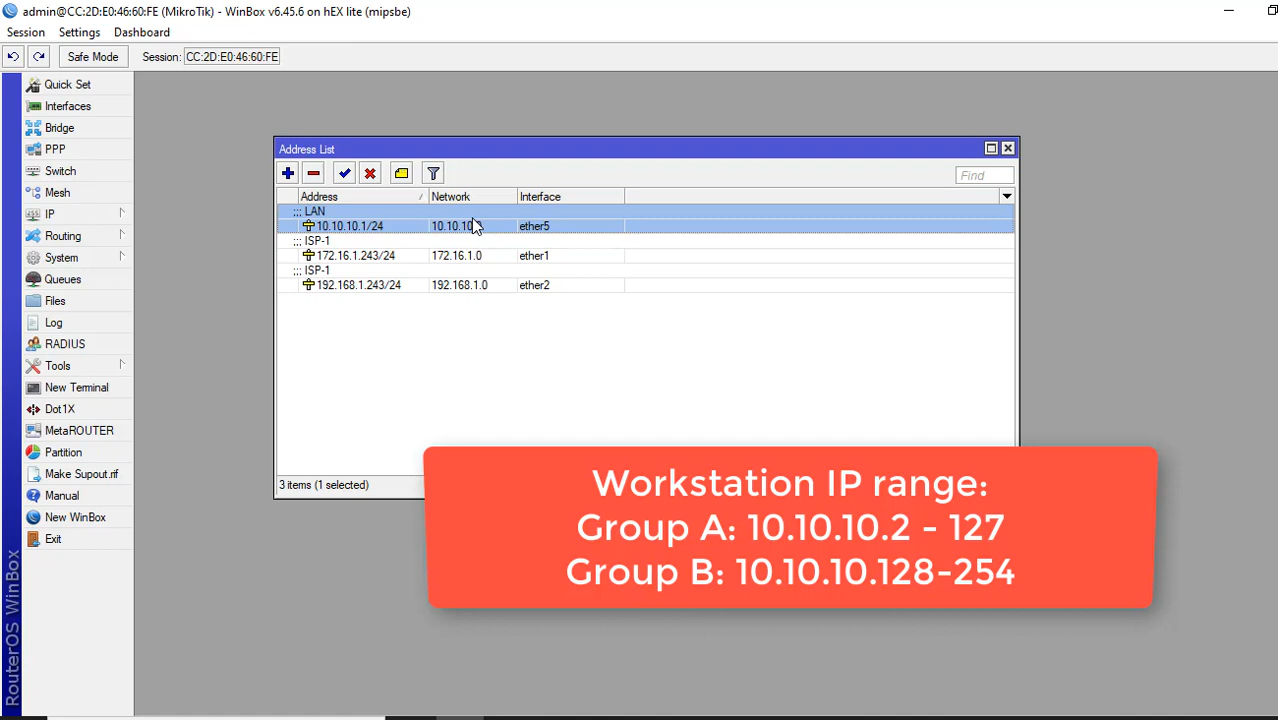 admin@CC:2D:E0:46:60:FE (MikroTik) - WinBox v6.45.6 on hEX lite (mipsbe)
Session Settings Dashboard
Safe Mode Session: CC:2D:E0:46:60:FE
Quick Set
Interfaces
Bridge
PPP
Switch
Mesh
IP
Routing
System
Queues
Files
Log
RADIUS
Tools
New Terminal
Dot1X
MetaROUTER
Partition
Make Supout.rif
Manual
New WinBox
Exit
RouterOS WinBox
Address List
Find
Address / Network Interface
;;; LAN
10.10.10.1/24 10.10.10.0 ether5
;;; ISP-1
172.16.1.243/24 172.16.1.0 ether1
;;; ISP-1
192.168.1.243/24 192.168.1.0 ether2
3 items (1 selected)
Workstation IP range:
Group A: 10.10.10.2 - 127
Group B: 10.10.10.128-254